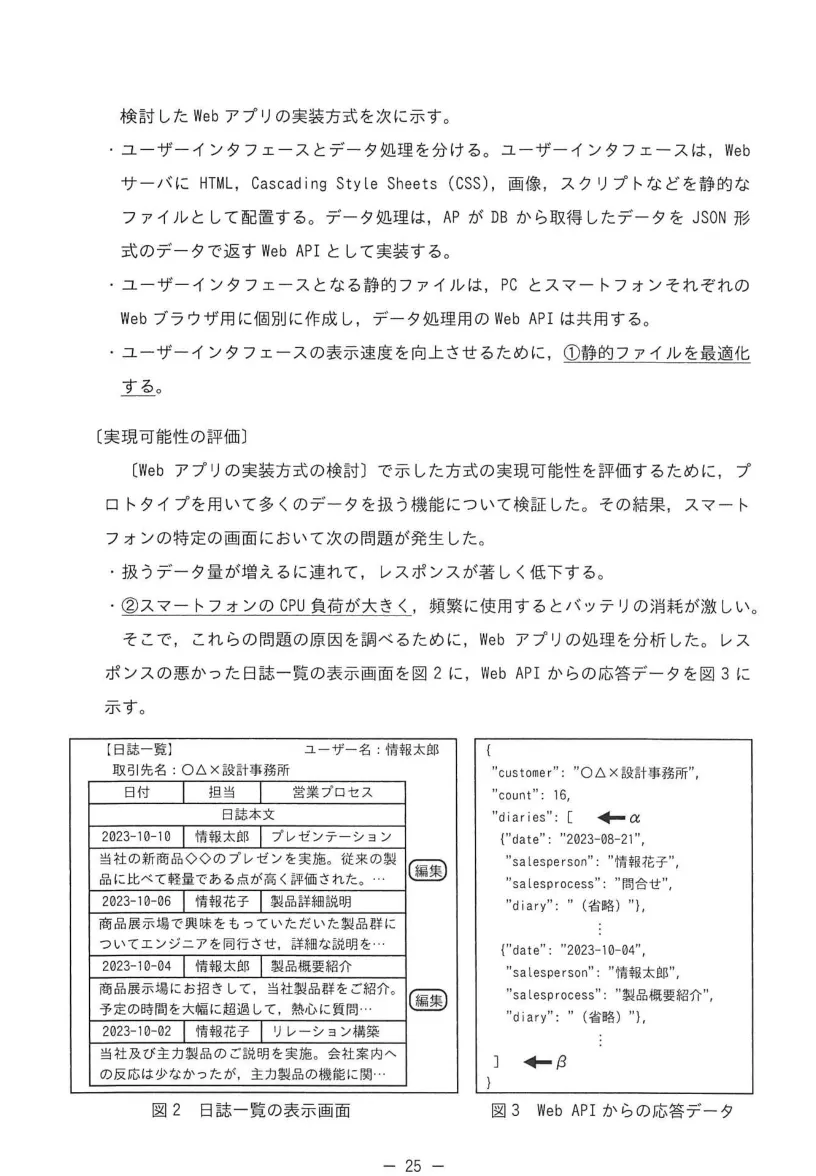 検討した Web アプリの実装方式を次に示す。
・ユーザーインタフェースとデータ処理を分ける。ユーザーインタフェースは，Web
サーバに HTML，Cascading Style Sheets（CSS），画像，スクリプトなどを静的な
ファイルとして配置する。データ処理は，AP が DB から取得したデータを JSON 形
式のデータで返す Web API として実装する。
・ユーザーインタフェースとなる静的ファイルは，PC とスマートフォンそれぞれの
Web ブラウザ用に個別に作成し，データ処理用の Web API は共用する。
・ユーザーインタフェースの表示速度を向上させるために，①静的ファイルを最適化
する。
〔実現可能性の評価〕
〔Web アプリの実装方式の検討〕で示した方式の実現可能性を評価するために，プ
ロトタイプを用いて多くのデータを扱う機能について検証した。その結果，スマート
フォンの特定の画面において次の問題が発生した。
・扱うデータ量が増えるに連れて，レスポンスが著しく低下する。
・②スマートフォンの CPU 負荷が大きく，頻繁に使用するとバッテリの消耗が激しい。
そこで，これらの問題の原因を調べるために，Web アプリの処理を分析した。レス
ポンスの悪かった日誌一覧の表示画面を図 2 に，Web API からの応答データを図 3 に
示す。
【日誌一覧】 ユーザー名：情報太郎
取引先名：○△×設計事務所
日付 担当 営業プロセス
日誌本文
2023-10-10 情報太郎 プレゼンテーション
当社の新商品◇◇のプレゼンを実施。従来の製
品に比べて軽量である点が高く評価された。…
編集
2023-10-06 情報花子 製品詳細説明
商品展示場で興味をもっていただいた製品群に
ついてエンジニアを同行させ，詳細な説明を…
2023-10-04 情報太郎 製品概要紹介
商品展示場にお招きして，当社製品群をご紹介。
予定の時間を大幅に超過して，熱心に質問…
編集
2023-10-02 情報花子 リレーション構築
当社及び主力製品のご説明を実施。会社案内へ
の反応は少なかったが，主力製品の機能に関…
図 2 日誌一覧の表示画面
{
"customer": "○△×設計事務所",
"count": 16,
"diaries": [ ← α
{"date": "2023-08-21",
"salesperson": "情報花子",
"salesprocess": "問合せ",
"diary": "（省略）"},
⋮
{"date": "2023-10-04",
"salesperson": "情報太郎",
"salesprocess": "製品概要紹介",
"diary": "（省略）"},
⋮
] ← β
}
図 3 Web API からの応答データ
－ 25 －